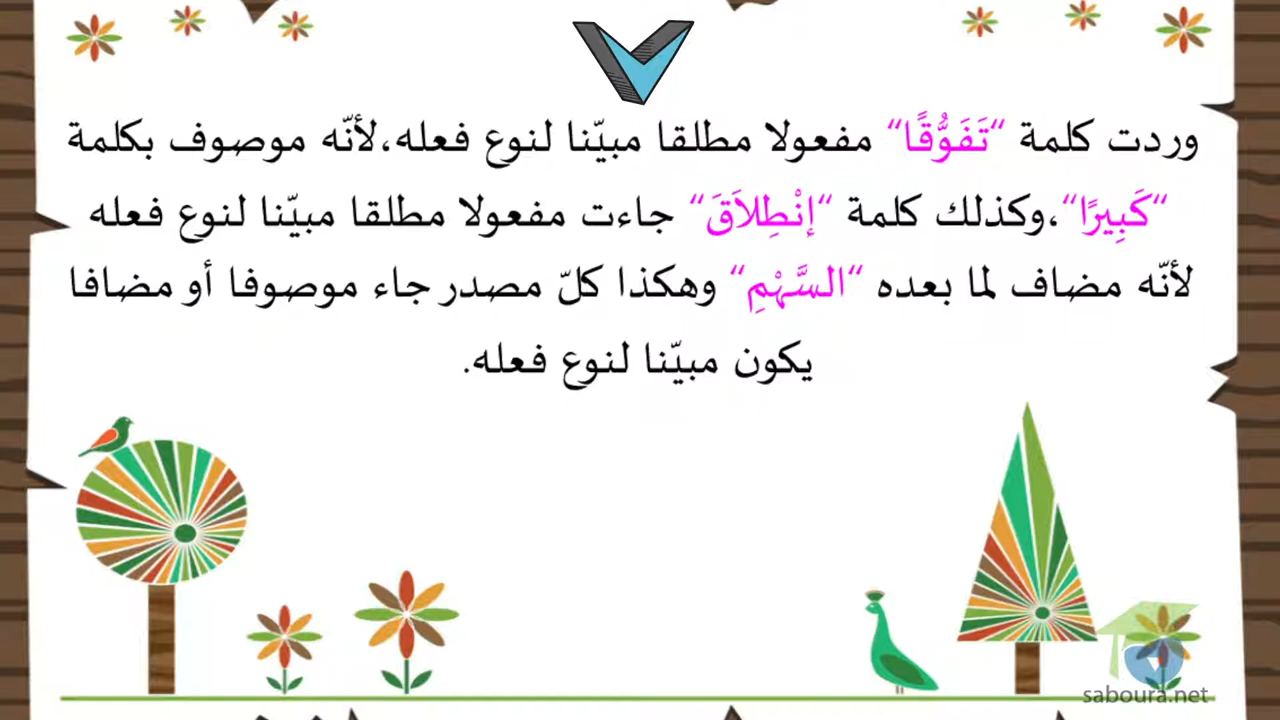 وردت كلمة “تَفَوُّقًا“ مفعولا مطلقا مبيّنا لنوع فعله،لأنّه موصوف بكلمة
“كَبِيرًا“،وكذلك كلمة “إنْطِلاَقَ“ جاءت مفعولا مطلقا مبيّنا لنوع فعله
لأنّه مضاف لما بعده “السَّهْمِ“ وهكذا كلّ مصدر جاء موصوفا أو مضافا
يكون مبيّنا لنوع فعله.
saboura.net